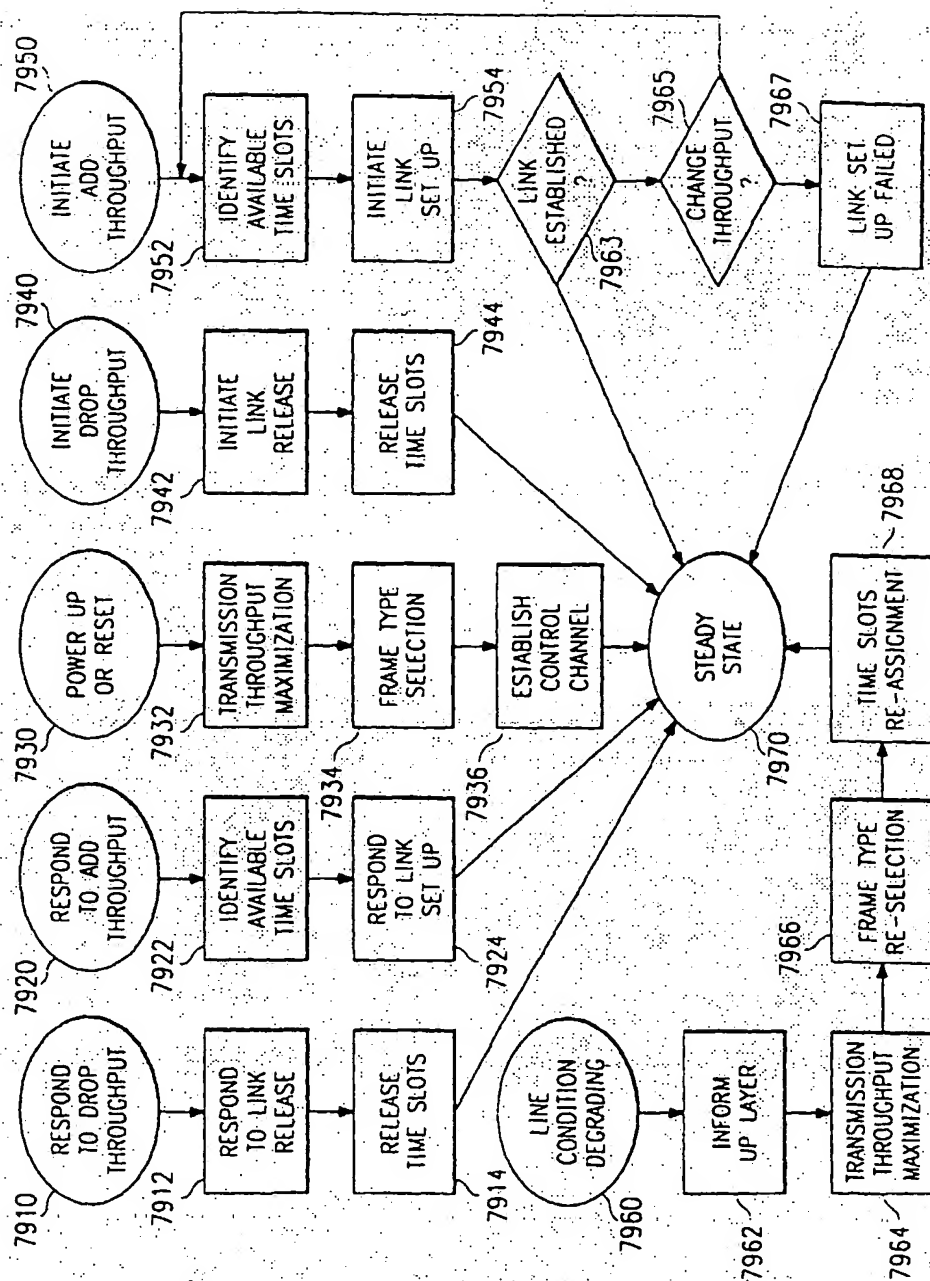 7910
RESPOND
TO DROP
THROUGHPUT
7912
RESPOND
TO LINK
RELEASE
7914
RELEASE
TIME SLOTS
7920
RESPOND
TO ADD
THROUGHPUT
7922
IDENTIFY
AVAILABLE
TIME SLOTS
7924
RESPOND
TO LINK
SET UP
7930
POWER UP
OR RESET
7932
TRANSMISSION
THROUGHPUT
MAXIMIZATION
7934
FRAME TYPE
SELECTION
7936
ESTABLISH
CONTROL
CHANNEL
7940
INITIATE
DROP
THROUGHPUT
7942
INITIATE
LINK
RELEASE
7944
RELEASE
TIME SLOTS
7950
INITIATE
ADD
THROUGHPUT
7952
IDENTIFY
AVAILABLE
TIME SLOTS
7954
INITIATE
LINK
SET UP
7963
LINK
ESTABLISHED
?
7965
CHANGE
THROUGHPUT
?
7967
LINK SET
UP FAILED
7960
LINE
CONDITION
DEGRADING
7962
INFORM
UP LAYER
7964
TRANSMISSION
THROUGHPUT
MAXIMIZATION
7966
FRAME TYPE
RE-SELECTION
7968
TIME SLOTS
RE-ASSIGNMENT
7970
STEADY
STATE